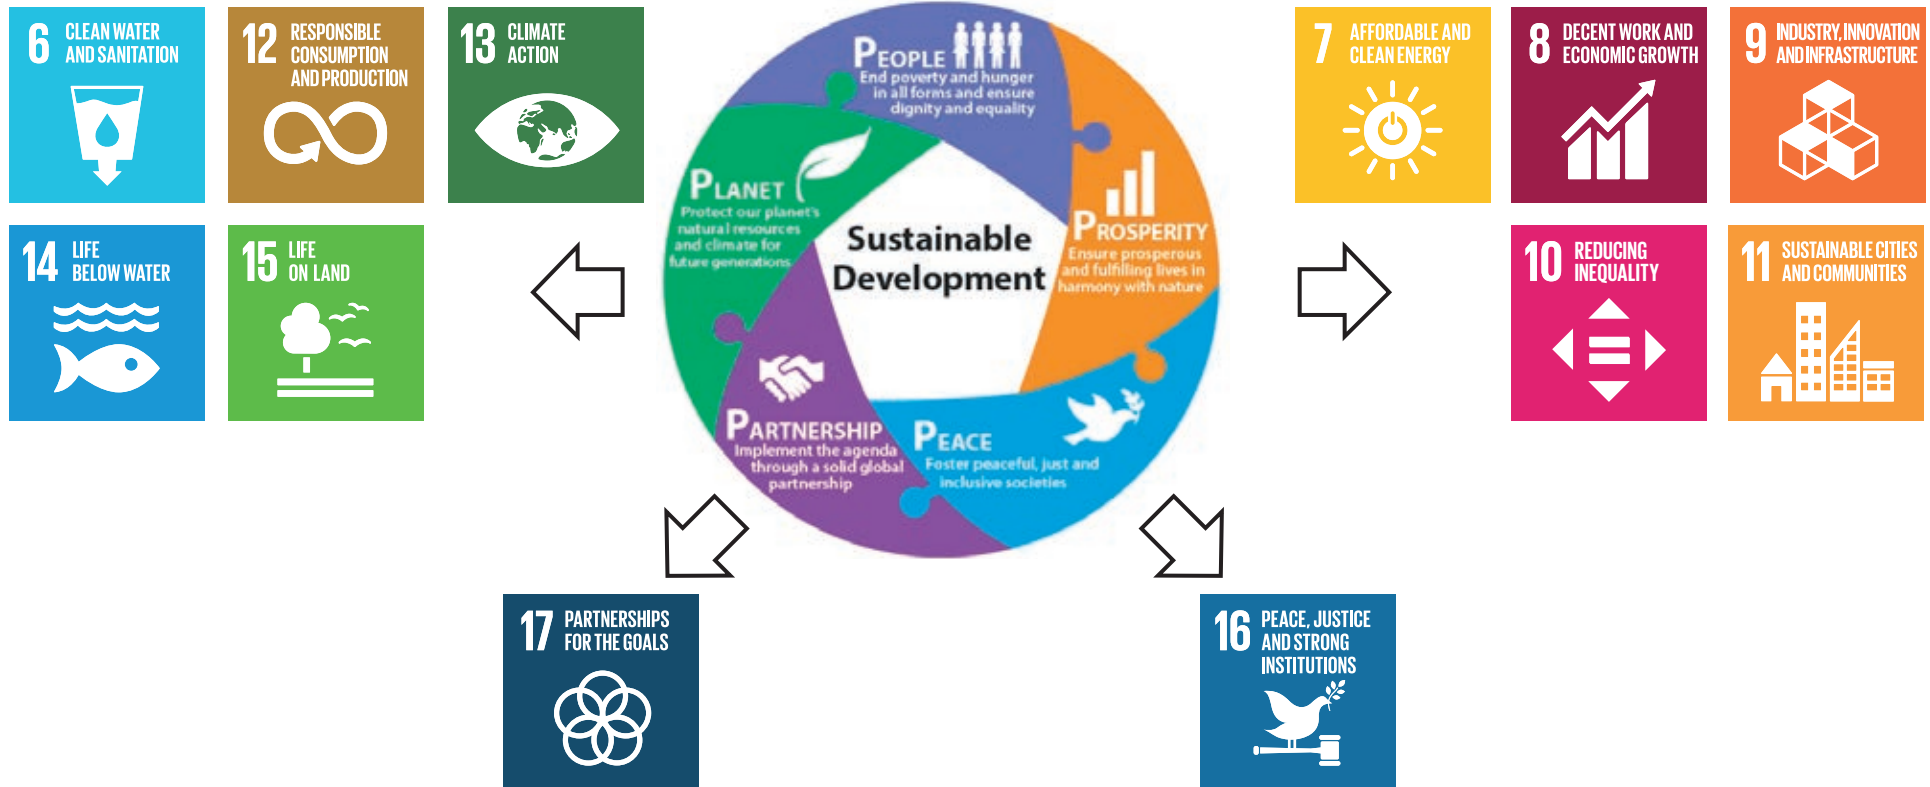 6 CLEAN WATER
AND SANITATION
12 RESPONSIBLE
CONSUMPTION
AND PRODUCTION
13 CLIMATE
ACTION
14 LIFE
BELOW WATER
15 LIFE
ON LAND
PEOPLE
End poverty and hunger
in all forms and ensure
dignity and equality
PLANET
Protect our planet's
natural resources
and climate for
future generations
Sustainable
Development
PROSPERITY
Ensure prosperous
and fulfilling lives in
harmony with nature
PARTNERSHIP
Implement the agenda
through a solid global
partnership
PEACE
Foster peaceful, just and
inclusive societies
7 AFFORDABLE AND
CLEAN ENERGY
8 DECENT WORK AND
ECONOMIC GROWTH
9 INDUSTRY, INNOVATION
AND INFRASTRUCTURE
10 REDUCING
INEQUALITY
11 SUSTAINABLE CITIES
AND COMMUNITIES
17 PARTNERSHIPS
FOR THE GOALS
16 PEACE, JUSTICE
AND STRONG
INSTITUTIONS